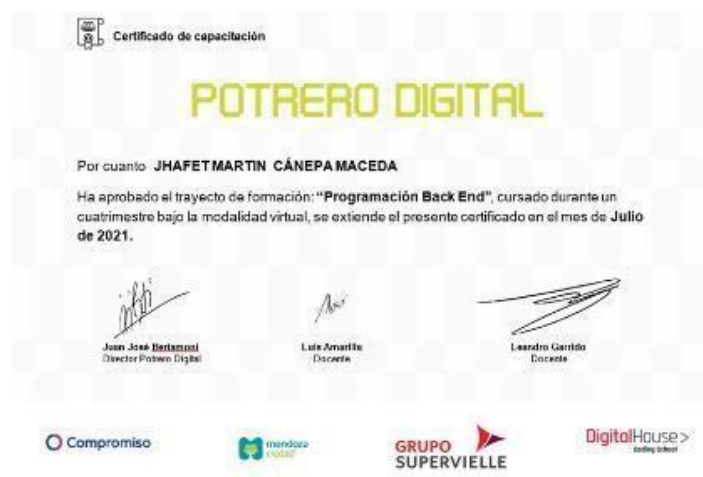 Certificado de capacitación
POTRERO DIGITAL
Por cuanto JHAFET MARTIN CÁNEPA MACEDA
Ha aprobado el trayecto de formación: "Programación Back End", cursado durante un
cuatrimestre bajo la modalidad virtual, se extiende el presente certificado en el mes de Julio
de 2021.
Juan José Bertamoni
Director Potrero Digital
Luis Amarilla
Docente
Leandro Garrido
Docente
Compromiso
mendoza
ciudad
GRUPO
SUPERVIELLE
DigitalHouse>
Coding School